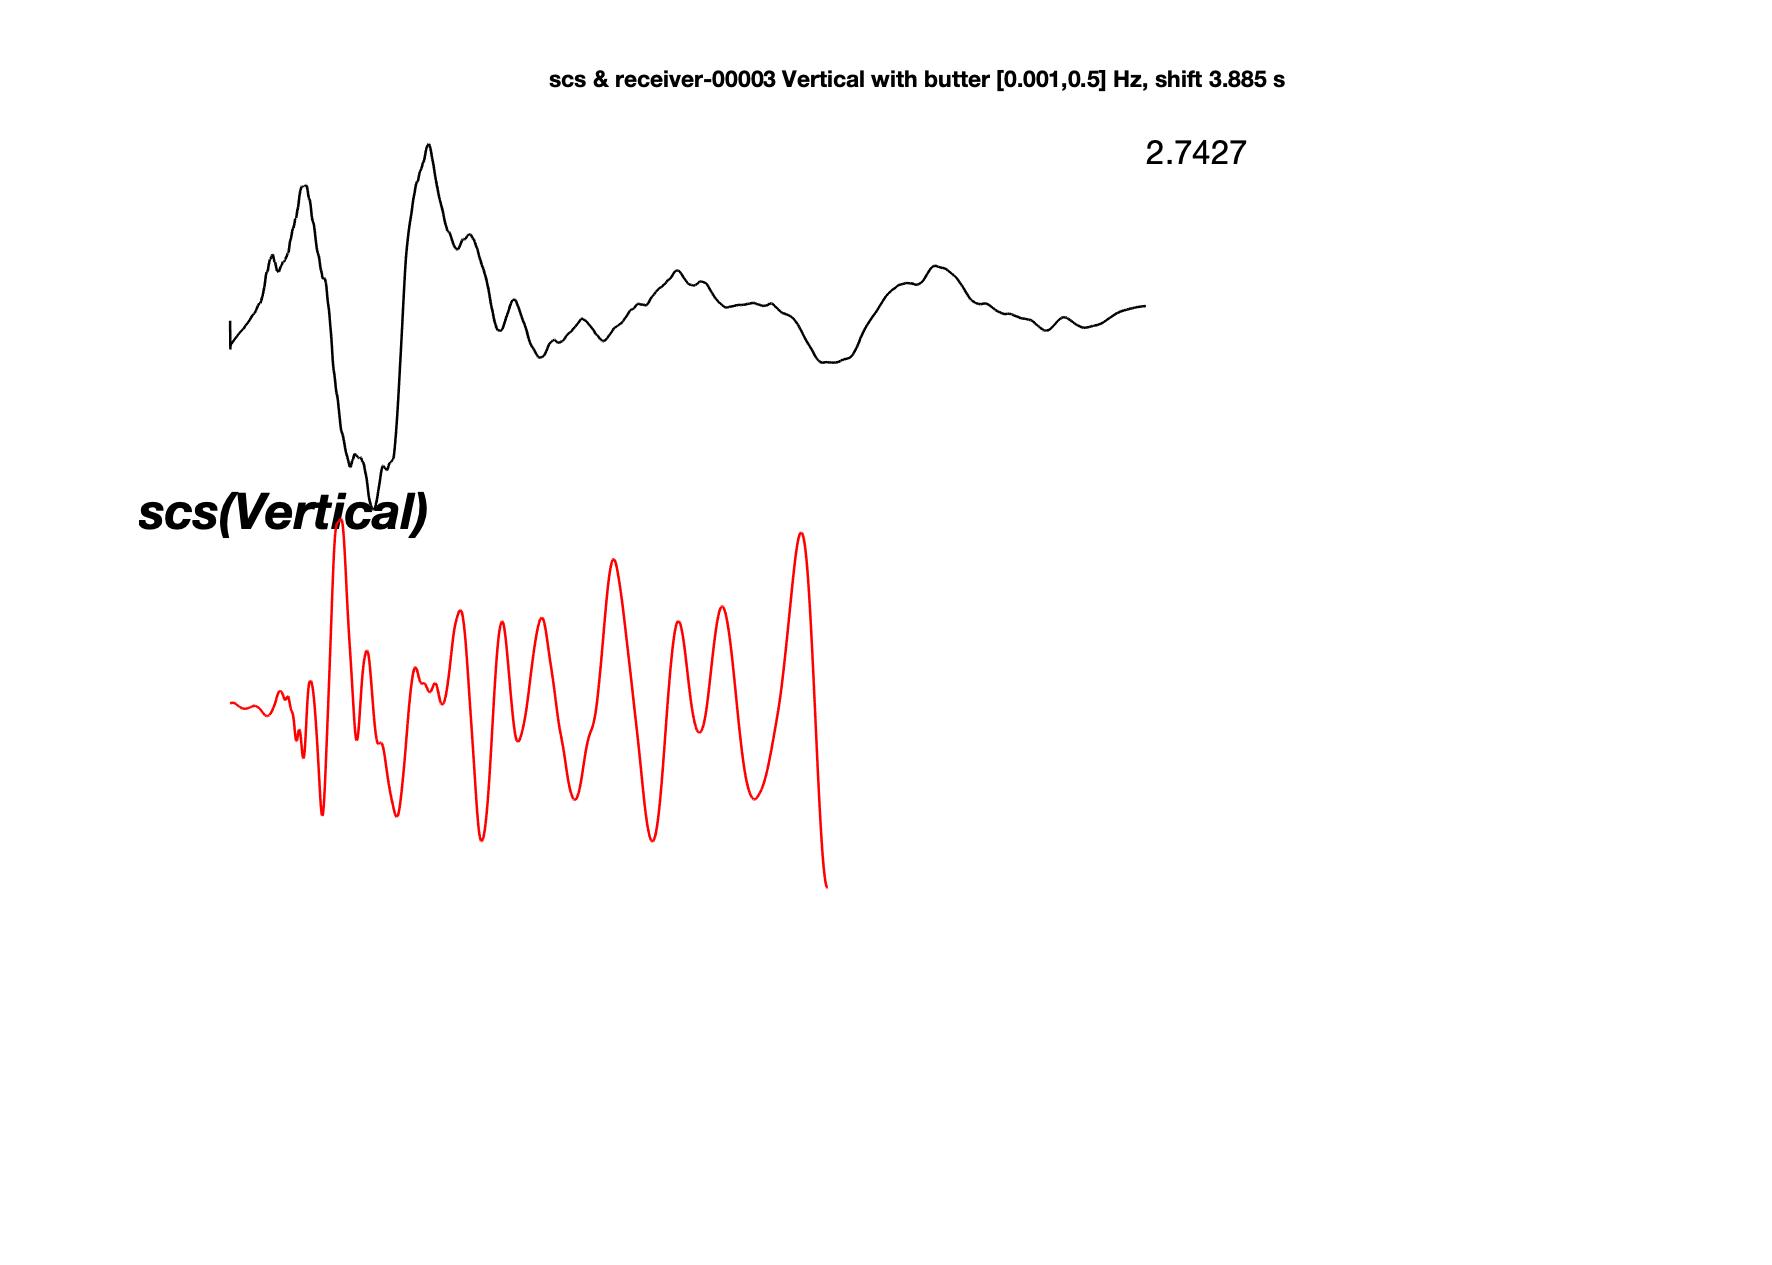 scs & receiver-00003 Vertical with butter [0.001,0.5] Hz, shift 3.885 s
2.7427
scs(Vertical)